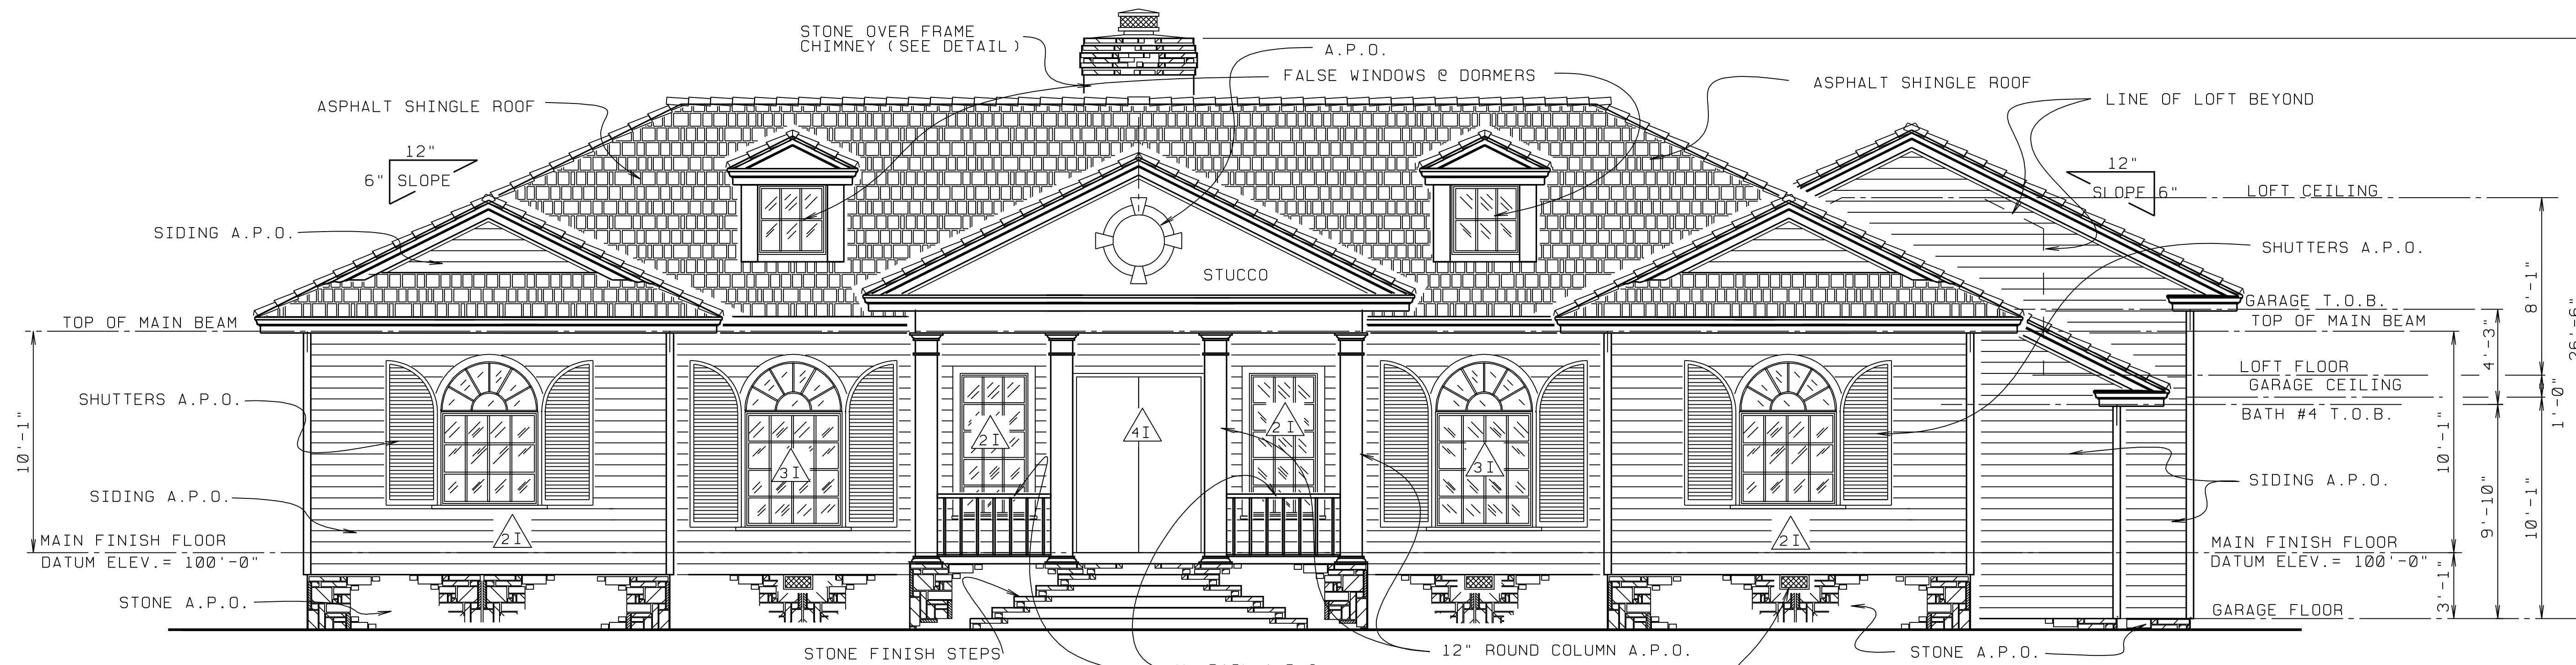 STONE OVER FRAME
CHIMNEY (SEE DETAIL)
A.P.O.
FALSE WINDOWS @ DORMERS
ASPHALT SHINGLE ROOF
ASPHALT SHINGLE ROOF
LINE OF LOFT BEYOND
12"
6" SLOPE
12"
SLOPE 6"
LOFT CEILING
SIDING A.P.O.
SHUTTERS A.P.O.
STUCCO
8'-1"
26'-6"
GARAGE T.O.B.
TOP OF MAIN BEAM
TOP OF MAIN BEAM
4'-3"
LOFT FLOOR
GARAGE CEILING
1'-0"
BATH #4 T.O.B.
SHUTTERS A.P.O.
10'-1"
10'-1"
2I
4I
2I
3I
3I
SIDING A.P.O.
SIDING A.P.O.
9'-10"
10'-1"
2I
2I
MAIN FINISH FLOOR
DATUM ELEV.= 100'-0"
MAIN FINISH FLOOR
DATUM ELEV.= 100'-0"
3'-1"
STONE A.P.O.
GARAGE FLOOR
STONE FINISH STEPS
12" ROUND COLUMN A.P.O.
STONE A.P.O.